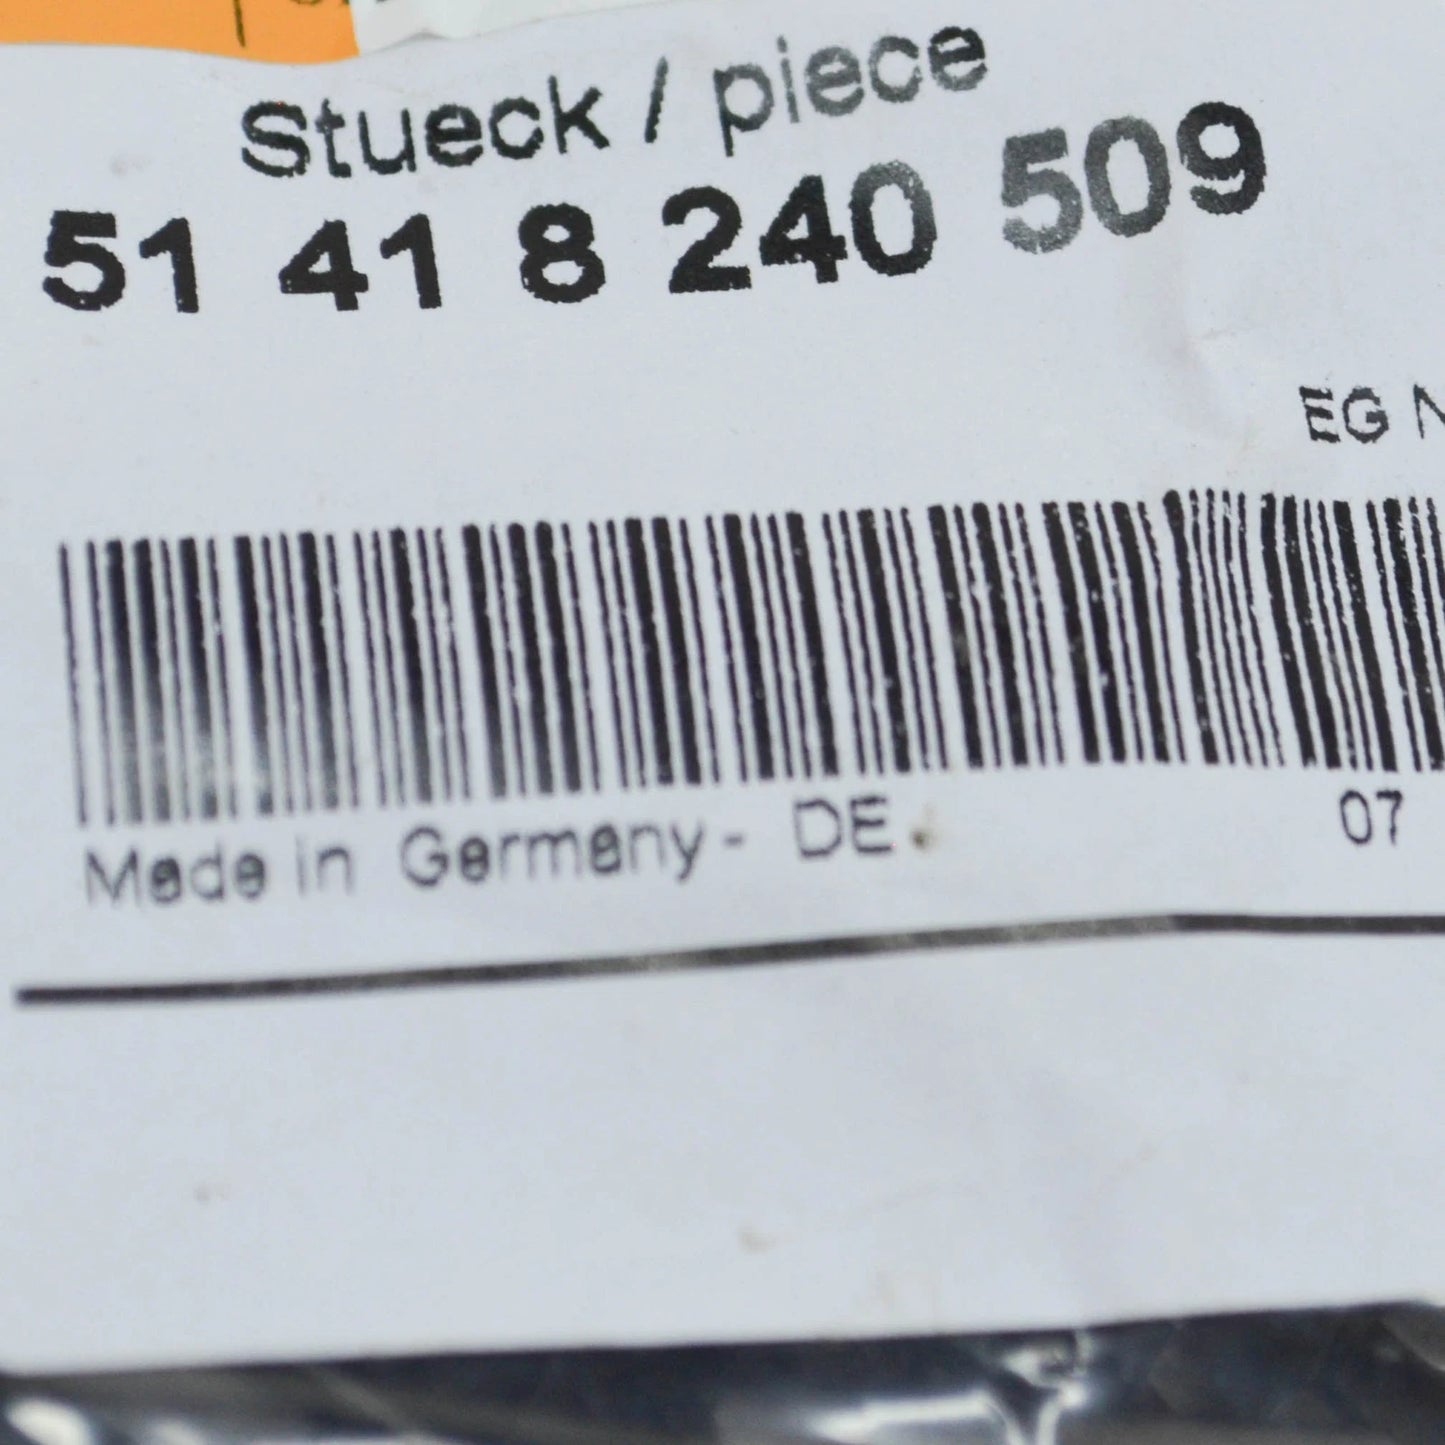 Stueck / piece
51 41 8 240 509
EG
Made in Germany - DE
07